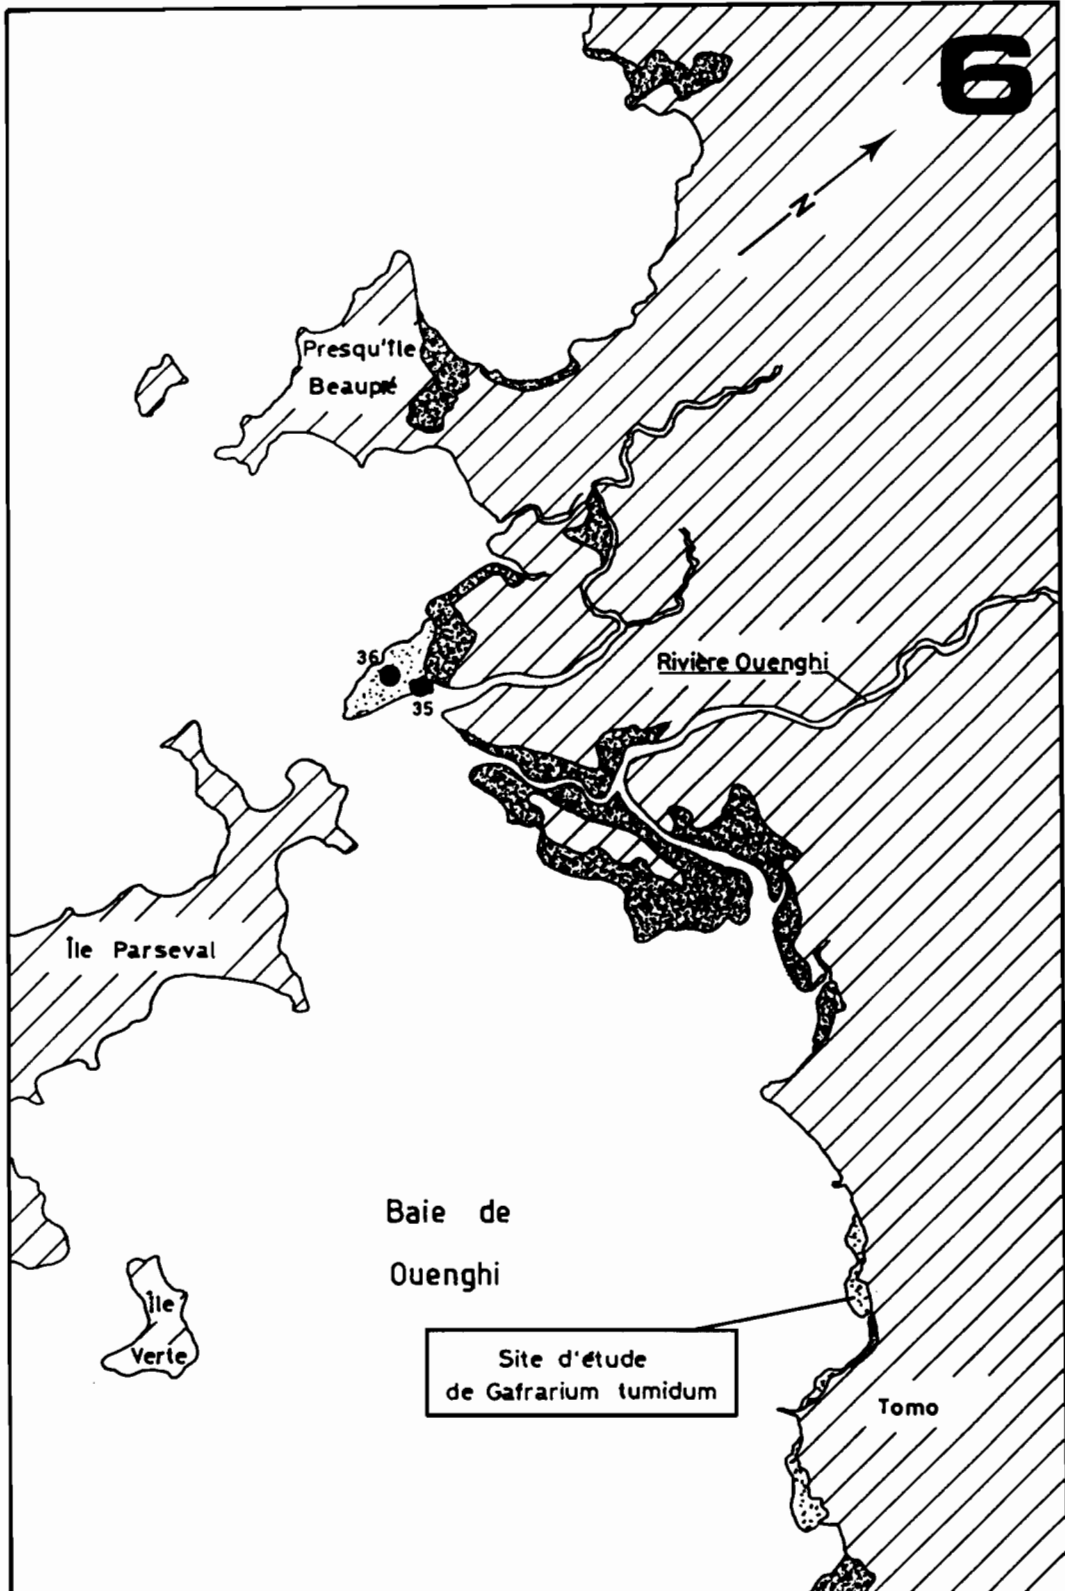 6
N
Presqu'île
Beaupré
Rivière Ouenghi
36
35
Île Parseval
Baie de
Ouenghi
Île
Verte
Site d'étude
de Gafrarium tumidum
Tomo